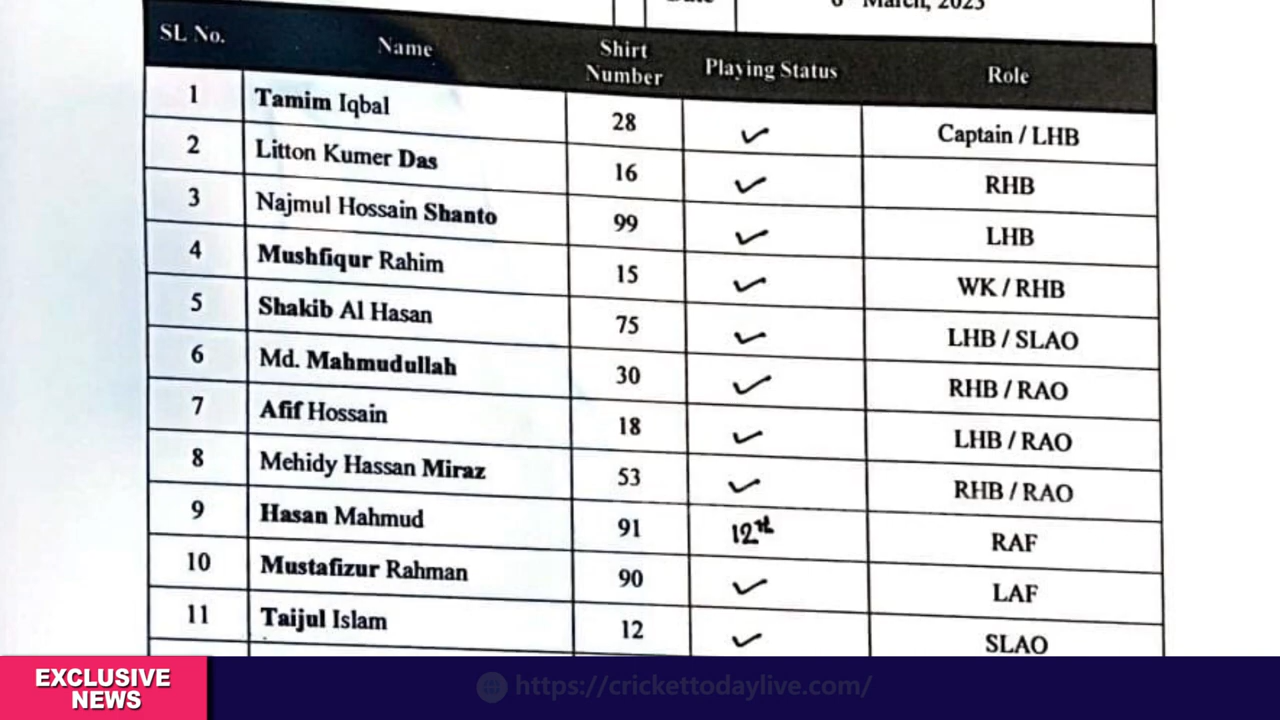 March, 2023
SL No. Name Shirt Number Playing Status Role
1 Tamim Iqbal 28 ✓ Captain / LHB
2 Litton Kumer Das 16 ✓ RHB
3 Najmul Hossain Shanto 99 ✓ LHB
4 Mushfiqur Rahim 15 ✓ WK / RHB
5 Shakib Al Hasan 75 ✓ LHB / SLAO
6 Md. Mahmudullah 30 ✓ RHB / RAO
7 Afif Hossain 18 ✓ LHB / RAO
8 Mehidy Hassan Miraz 53 ✓ RHB / RAO
9 Hasan Mahmud 91 12th RAF
10 Mustafizur Rahman 90 ✓ LAF
11 Taijul Islam 12 ✓ SLAO
EXCLUSIVE
NEWS
https://crickettodaylive.com/